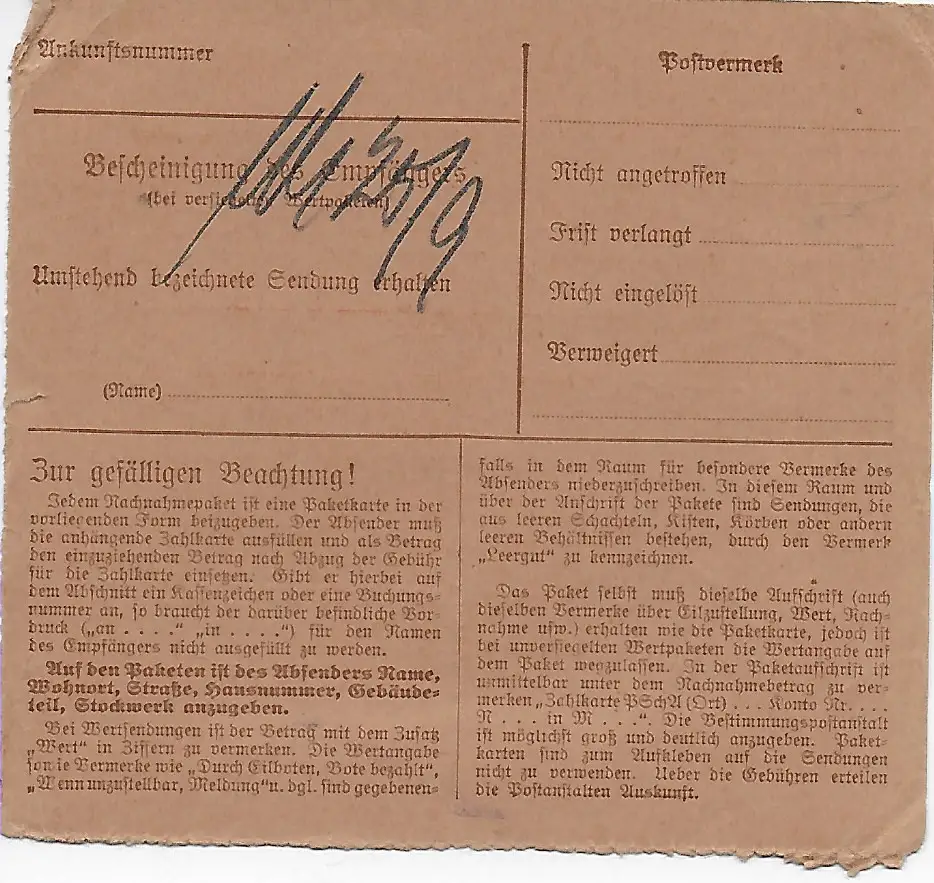 Ankunftsnummer
Postvermerk
Bescheinigung des Empfängers
(bei versiegelten Wertpaketen)
Umstehend bezeichnete Sendung erhalten
(Name)
Nicht angetroffen
Frist verlangt
Nicht eingelöst
Verweigert
25/9
Zur gefälligen Beachtung!
Jedem Nachnahmepaket ist eine Paketkarte in der
vorliegenden Form beizugeben. Der Absender muß
die anhängende Zahlkarte ausfüllen und als Betrag
den einzuziehenden Betrag nach Abzug der Gebühr
für die Zahlkarte einsetzen. Gibt er hierbei auf
dem Abschnitt ein Kassenzeichen oder eine Buchungs=
nummer an, so braucht der darüber befindliche Vor=
druck („an . . . .“ „in . . . .“) für den Namen
des Empfängers nicht ausgefüllt zu werden.
Auf den Paketen ist des Absenders Name,
Wohnort, Straße, Hausnummer, Gebäude=
teil, Stockwerk anzugeben.
Bei Wertsendungen ist der Betrag mit dem Zusatz
„Wert“ in Ziffern zu vermerken. Die Wertangabe
sowie Vermerke wie „Durch Eilboten, Bote bezahlt“,
„Wenn unzustellbar, Meldung“ u. dgl. sind gegebenen=
falls in dem Raum für besondere Vermerke des
Absenders niederzuschreiben. In diesem Raum und
über der Anschrift der Pakete sind Sendungen, die
aus leeren Schachteln, Kisten, Körben oder andern
leeren Behältnissen bestehen, durch den Vermerk
„Leergut“ zu kennzeichnen.
Das Paket selbst muß dieselbe Aufschrift (auch
dieselben Vermerke über Eilzustellung, Wert, Nach=
nahme usw.) erhalten wie die Paketkarte, jedoch ist
bei unversiegelten Wertpaketen die Wertangabe auf
dem Paket wegzulassen. In der Paketaufschrift ist
unmittelbar unter dem Nachnahmebetrag zu ver=
merken „Zahlkarte PSchA (Ort) . . . Konto Nr. . . .
N . . . in M . . .“. Die Bestimmungspostanstalt
ist möglichst groß und deutlich anzugeben. Paket=
karten sind zum Aufkleben auf die Sendungen
nicht zu verwenden. Ueber die Gebühren erteilen
die Postanstalten Auskunft.